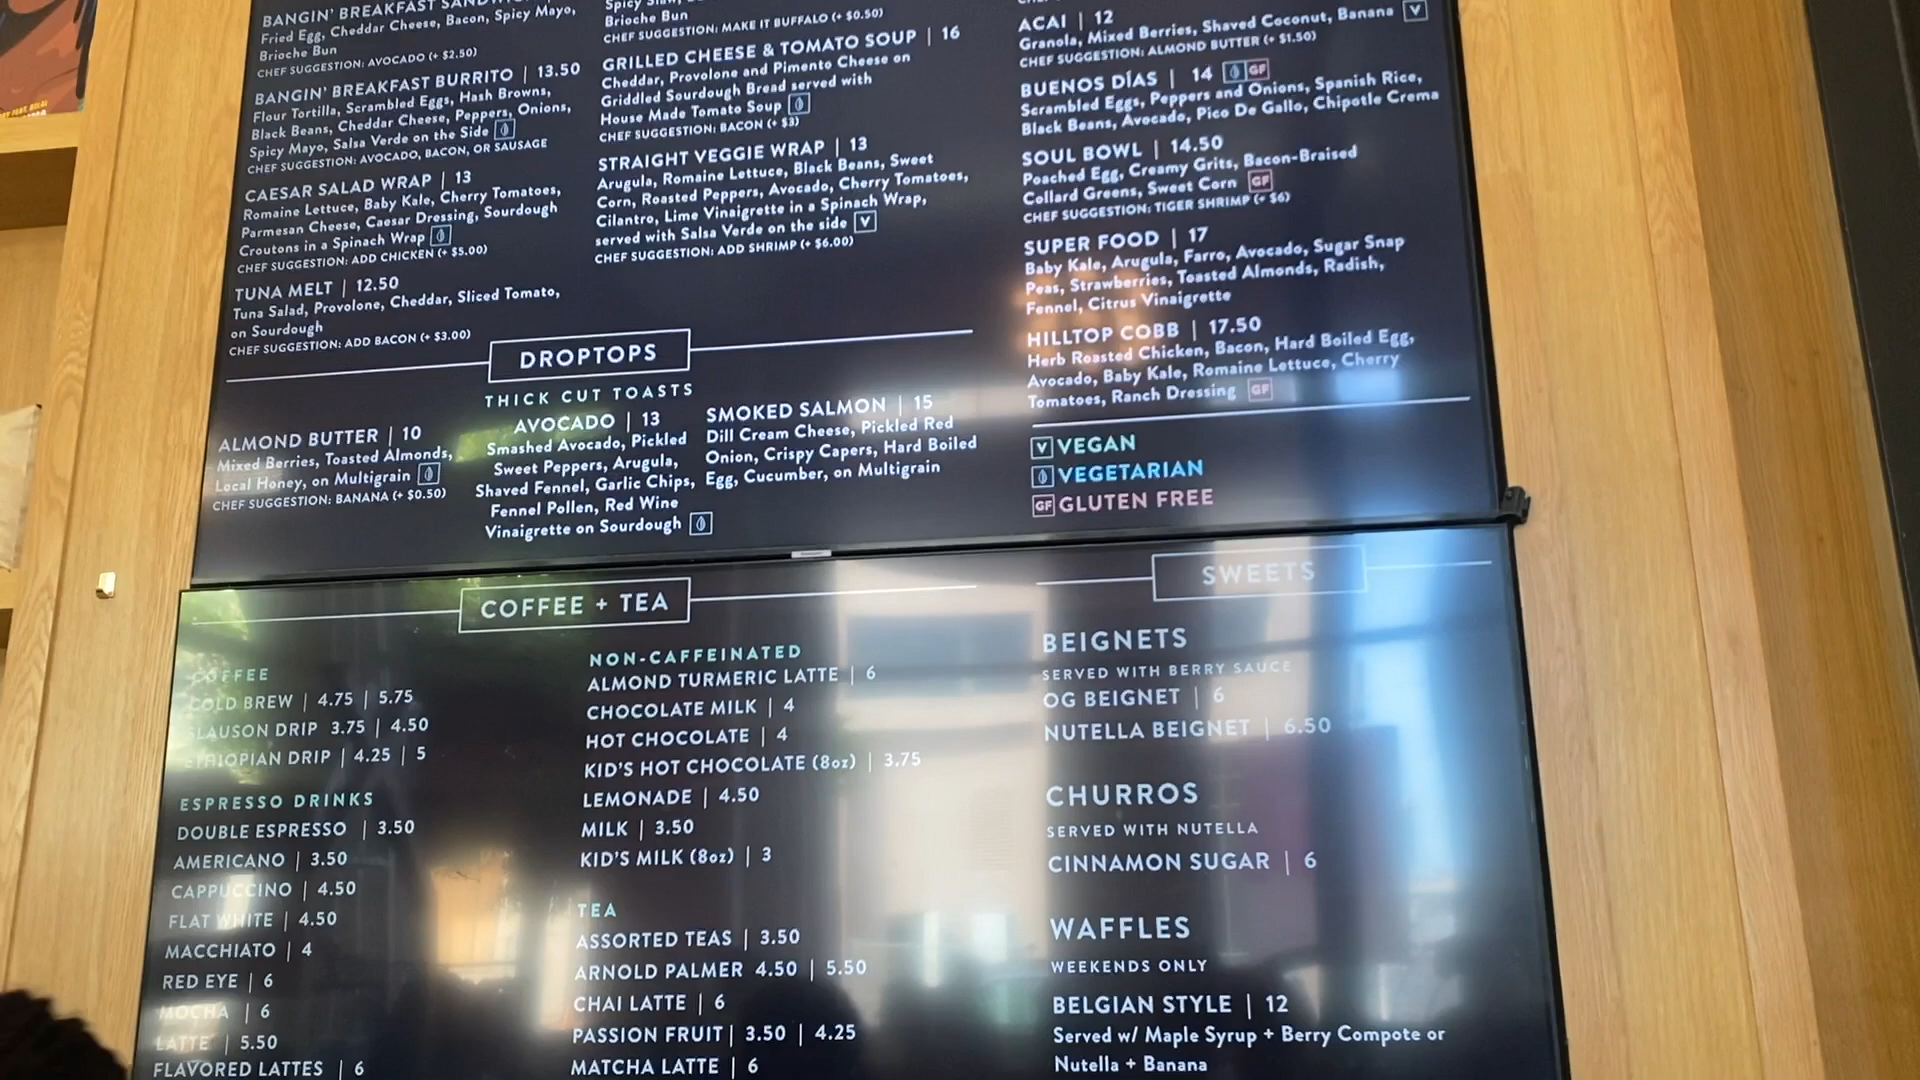 BANGIN' BREAKFAST
Fried Egg, Cheddar Cheese, Bacon, Spicy Mayo,
Brioche Bun
CHEF SUGGESTION: AVOCADO (+ $2.50)
BANGIN' BREAKFAST BURRITO | 13.50
Flour Tortilla, Scrambled Eggs, Hash Browns,
Black Beans, Cheddar Cheese, Peppers, Onions,
Spicy Mayo, Salsa Verde on the Side
CHEF SUGGESTION: AVOCADO, BACON, OR SAUSAGE
CAESAR SALAD WRAP | 13
Romaine Lettuce, Baby Kale, Cherry Tomatoes,
Parmesan Cheese, Caesar Dressing, Sourdough
Croutons in a Spinach Wrap
CHEF SUGGESTION: ADD CHICKEN (+ $5.00)
TUNA MELT | 12.50
Tuna Salad, Provolone, Cheddar, Sliced Tomato,
on Sourdough
CHEF SUGGESTION: ADD BACON (+ $3.00)
Brioche Bun
CHEF SUGGESTION: MAKE IT BUFFALO (+ $0.50)
GRILLED CHEESE & TOMATO SOUP | 16
Cheddar, Provolone and Pimento Cheese on
Griddled Sourdough Bread served with
House Made Tomato Soup
CHEF SUGGESTION: BACON (+ $3)
STRAIGHT VEGGIE WRAP | 13
Arugula, Romaine Lettuce, Black Beans, Sweet
Corn, Roasted Peppers, Avocado, Cherry Tomatoes,
Cilantro, Lime Vinaigrette in a Spinach Wrap,
served with Salsa Verde on the side V
CHEF SUGGESTION: ADD SHRIMP (+ $6.00)
ACAI | 12
Granola, Mixed Berries, Shaved Coconut, Banana V
CHEF SUGGESTION: ALMOND BUTTER (+ $1.50)
BUENOS DÍAS | 14 GF
Scrambled Eggs, Peppers and Onions, Spanish Rice,
Black Beans, Avocado, Pico De Gallo, Chipotle Crema
SOUL BOWL | 14.50
Poached Egg, Creamy Grits, Bacon-Braised
Collard Greens, Sweet Corn GF
CHEF SUGGESTION: TIGER SHRIMP (+ $6)
SUPER FOOD | 17
Baby Kale, Arugula, Farro, Avocado, Sugar Snap
Peas, Strawberries, Toasted Almonds, Radish,
Fennel, Citrus Vinaigrette
HILLTOP COBB | 17.50
Herb Roasted Chicken, Bacon, Hard Boiled Egg,
Avocado, Baby Kale, Romaine Lettuce, Cherry
Tomatoes, Ranch Dressing GF
V VEGAN
VEGETARIAN
GF GLUTEN FREE
DROPTOPS
THICK CUT TOASTS
ALMOND BUTTER | 10
Mixed Berries, Toasted Almonds,
Local Honey, on Multigrain
CHEF SUGGESTION: BANANA (+ $0.50)
AVOCADO | 13
Smashed Avocado, Pickled
Sweet Peppers, Arugula,
Shaved Fennel, Garlic Chips,
Fennel Pollen, Red Wine
Vinaigrette on Sourdough
SMOKED SALMON | 15
Dill Cream Cheese, Pickled Red
Onion, Crispy Capers, Hard Boiled
Egg, Cucumber, on Multigrain
COFFEE + TEA
COFFEE
COLD BREW | 4.75 | 5.75
SLAUSON DRIP 3.75 | 4.50
ETHIOPIAN DRIP | 4.25 | 5
ESPRESSO DRINKS
DOUBLE ESPRESSO | 3.50
AMERICANO | 3.50
CAPPUCCINO | 4.50
FLAT WHITE | 4.50
MACCHIATO | 4
RED EYE | 6
MOCHA | 6
LATTE | 5.50
FLAVORED LATTES | 6
NON-CAFFEINATED
ALMOND TURMERIC LATTE | 6
CHOCOLATE MILK | 4
HOT CHOCOLATE | 4
KID'S HOT CHOCOLATE (8oz) | 3.75
LEMONADE | 4.50
MILK | 3.50
KID'S MILK (8oz) | 3
TEA
ASSORTED TEAS | 3.50
ARNOLD PALMER 4.50 | 5.50
CHAI LATTE | 6
PASSION FRUIT | 3.50 | 4.25
MATCHA LATTE | 6
SWEETS
BEIGNETS
SERVED WITH BERRY SAUCE
OG BEIGNET | 6
NUTELLA BEIGNET | 6.50
CHURROS
SERVED WITH NUTELLA
CINNAMON SUGAR | 6
WAFFLES
WEEKENDS ONLY
BELGIAN STYLE | 12
Served w/ Maple Syrup + Berry Compote or
Nutella + Banana